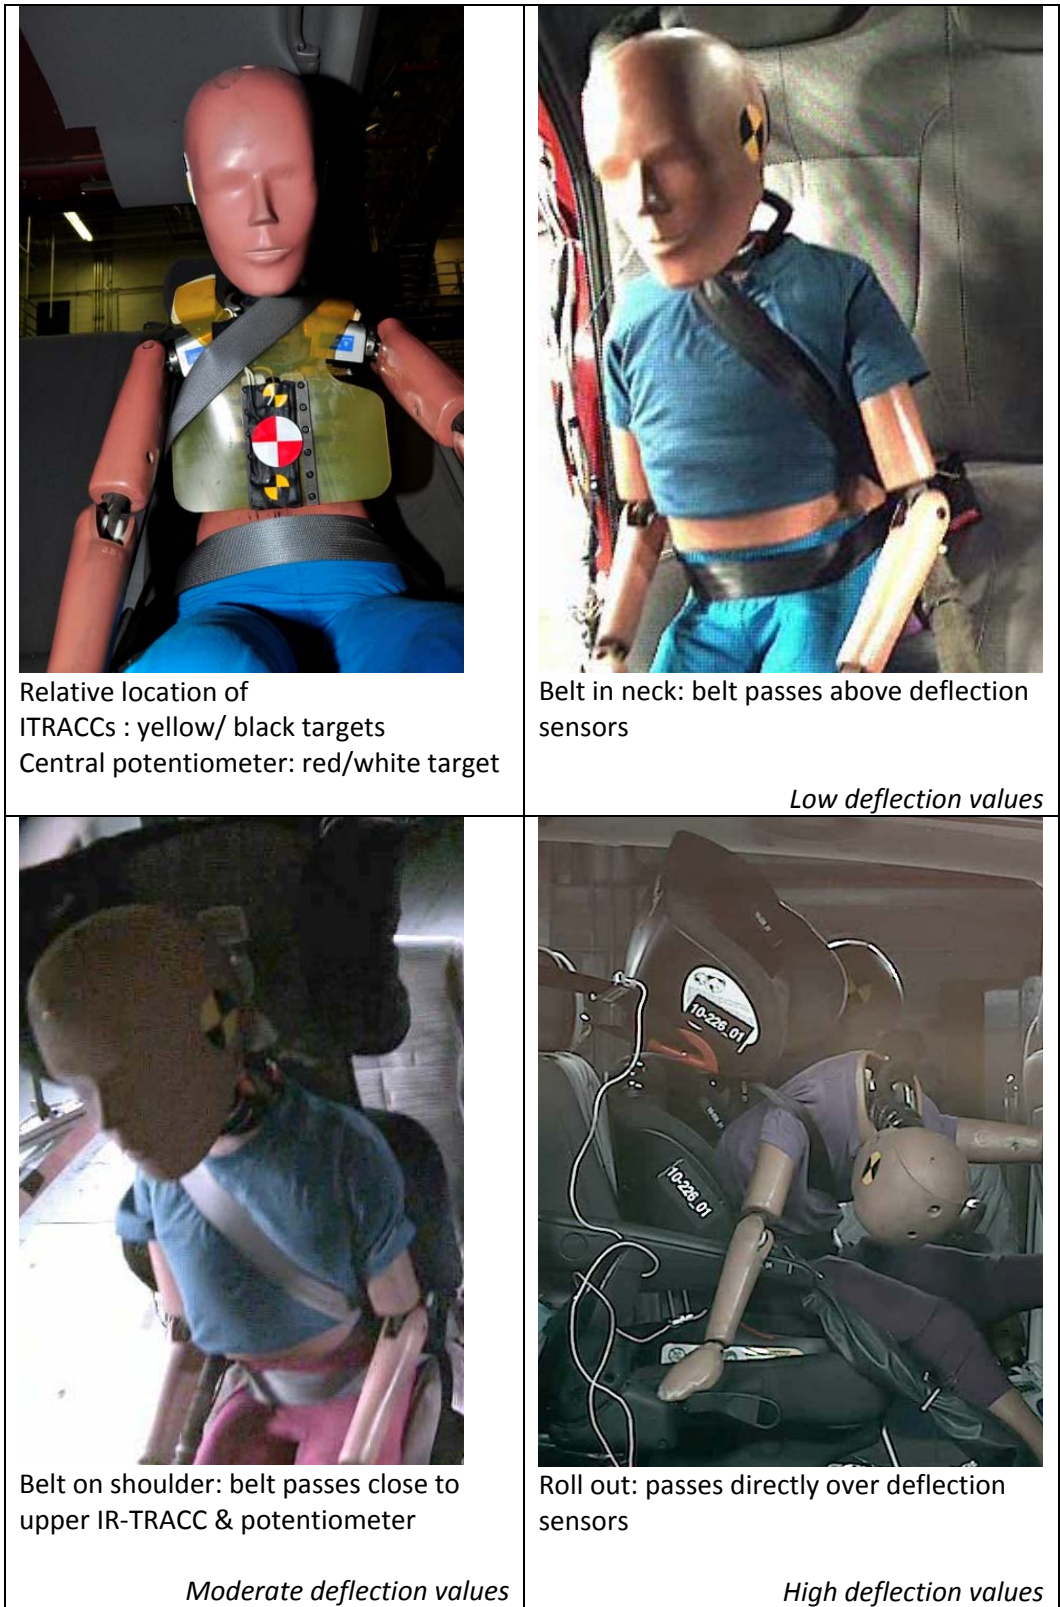 Relative location of
ITRACCs : yellow/ black targets
Central potentiometer: red/white target
Belt in neck: belt passes above deflection
sensors
Low deflection values
10-226_01
10-226_01
Belt on shoulder: belt passes close to
upper IR-TRACC & potentiometer
Moderate deflection values
Roll out: passes directly over deflection
sensors
High deflection values